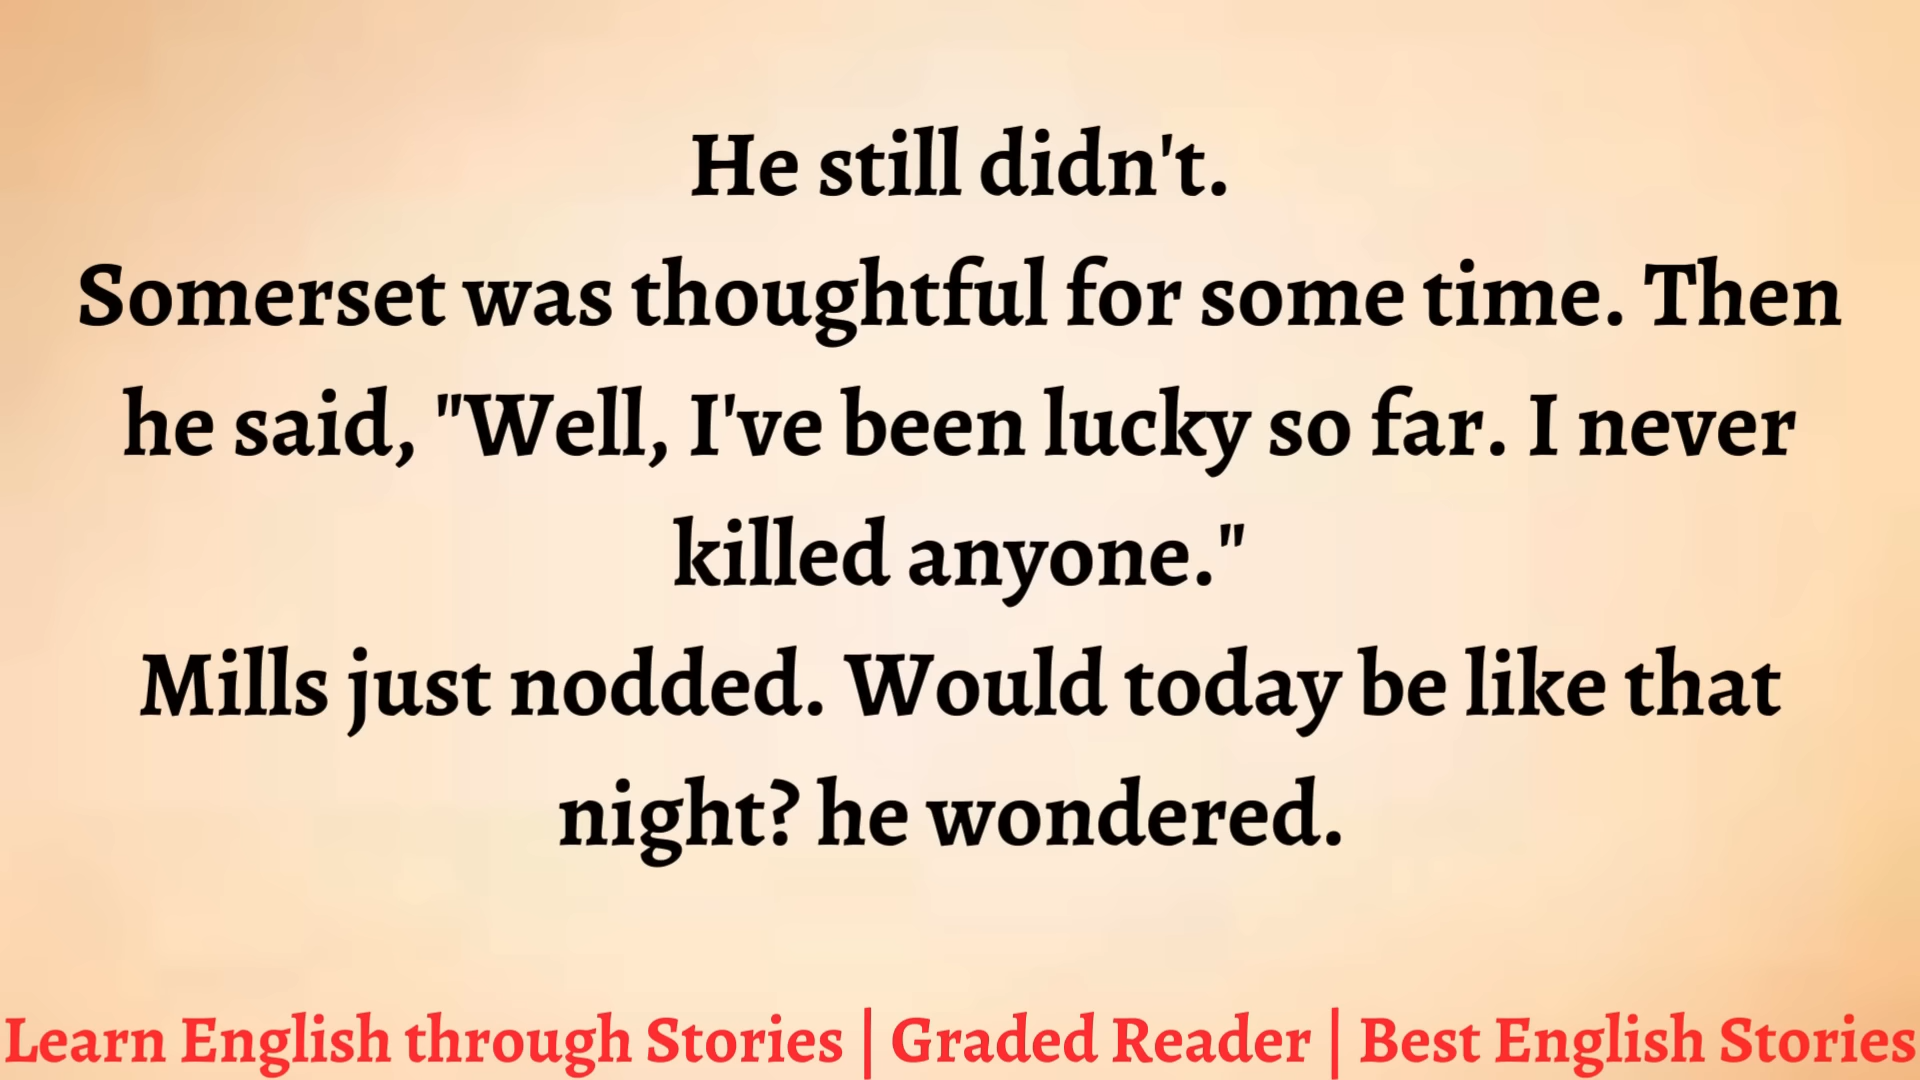 He still didn't.
Somerset was thoughtful for some time. Then
he said, "Well, I've been lucky so far. I never
killed anyone."
Mills just nodded. Would today be like that
night? he wondered.
Learn English through Stories | Graded Reader | Best English Stories